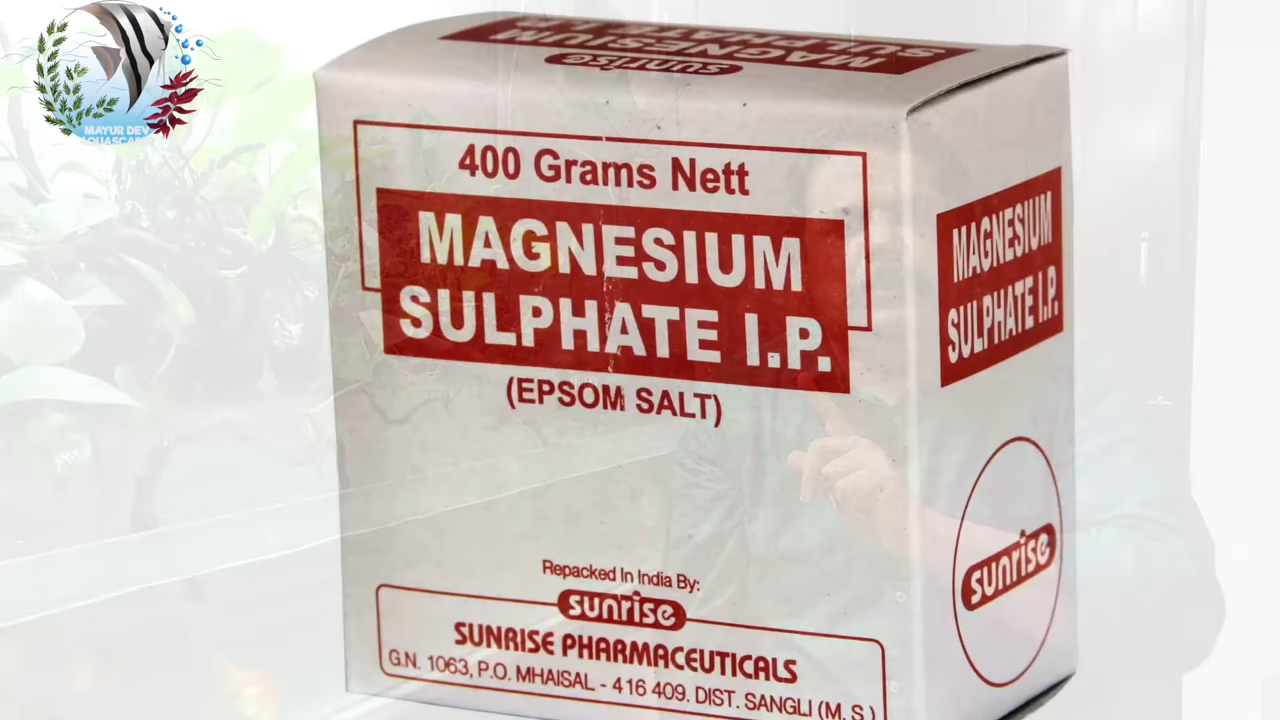 MAYUR DEV
AQUASCAPE
MAGNESIUM
SULPHATE I.P.
sunrise
400 Grams Nett
MAGNESIUM
SULPHATE I.P.
(EPSOM SALT)
Repacked In India By:
sunrise
SUNRISE PHARMACEUTICALS
G.N. 1063, P.O. MHAISAL - 416 409. DIST. SANGLI (M. S.)
MAGNESIUM
SULPHATE I.P.
sunrise